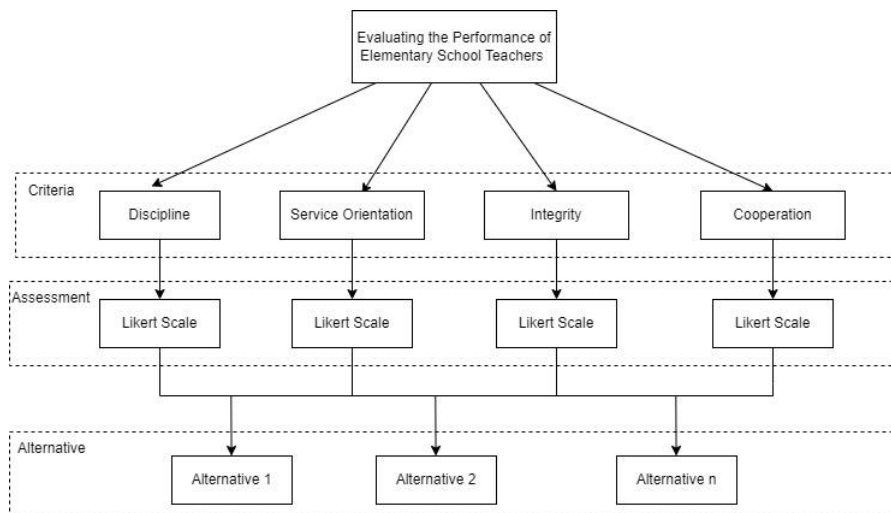 Evaluating the Performance of
Elementary School Teachers
Criteria
Discipline
Service Orientation
Integrity
Cooperation
Assessment
Likert Scale
Likert Scale
Likert Scale
Likert Scale
Alternative
Alternative 1
Alternative 2
Alternative n